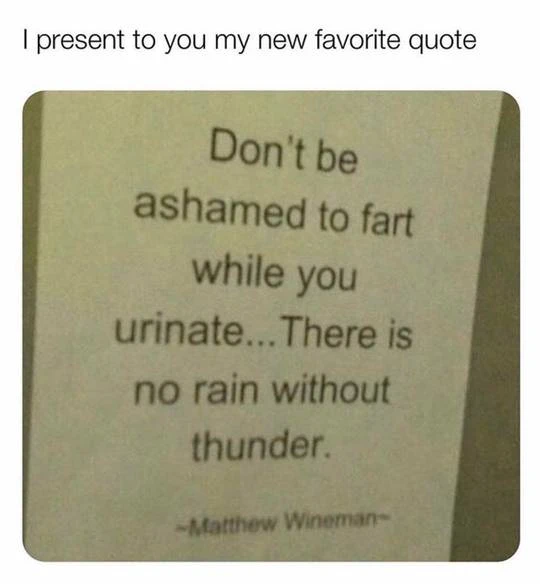 I present to you my new favorite quote
Don't be
ashamed to fart
while you
urinate...There is
no rain without
thunder.
~Matthew Wineman~